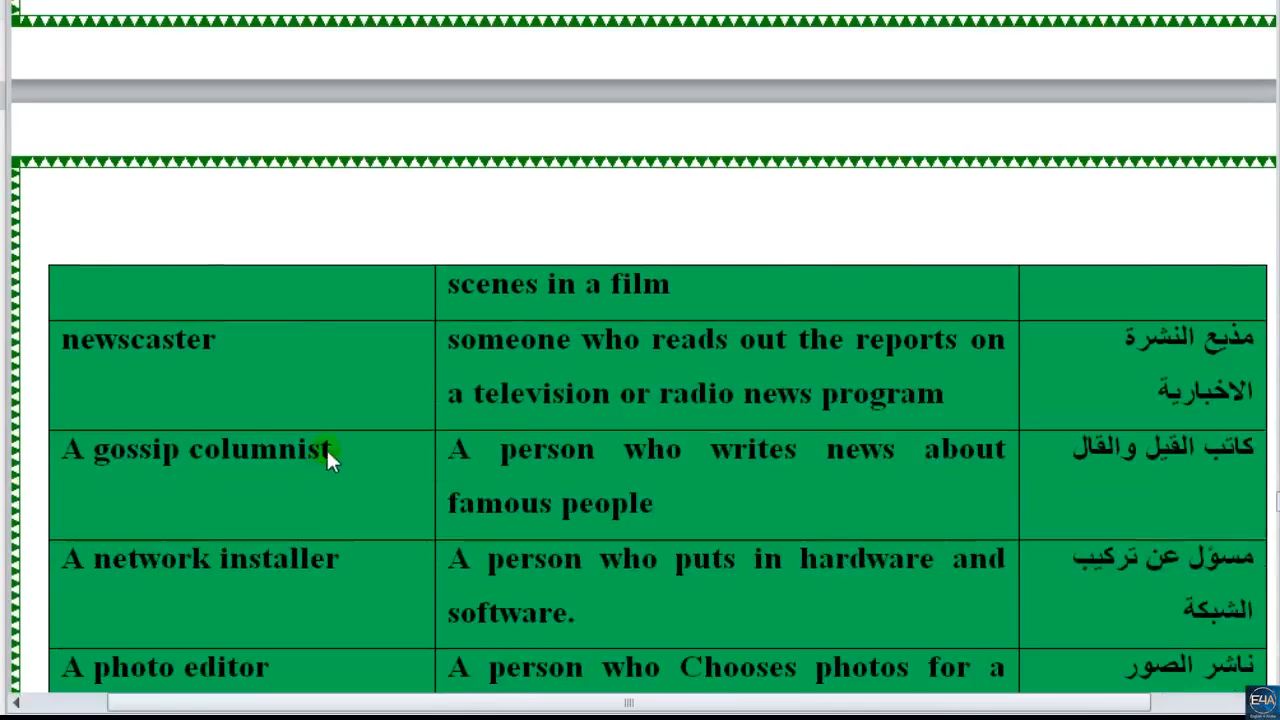 scenes in a film
newscaster
someone who reads out the reports on
a television or radio news program
مذيع النشرة
الاخبارية
A gossip columnist
A person who writes news about
famous people
كاتب القيل والقال
A network installer
A person who puts in hardware and
software.
مسؤل عن تركيب
الشبكة
A photo editor
A person who Chooses photos for a
ناشر الصور
E4A